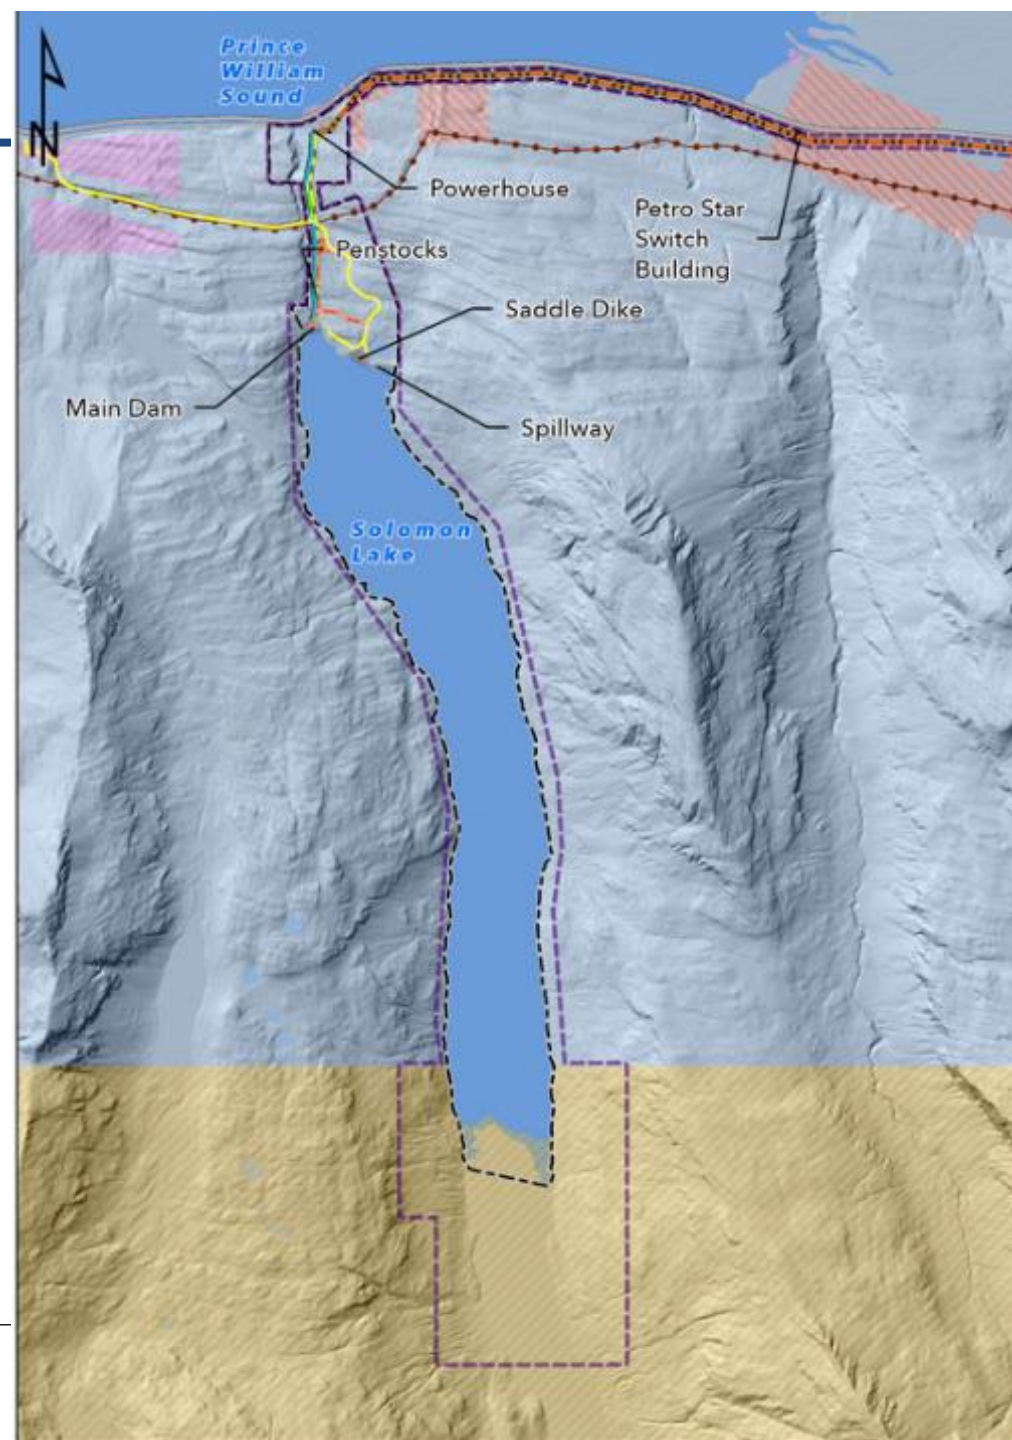 Prince
William
Sound
N
Powerhouse
Petro Star
Switch
Building
Penstocks
Saddle Dike
Main Dam
Spillway
Solomon
Lake